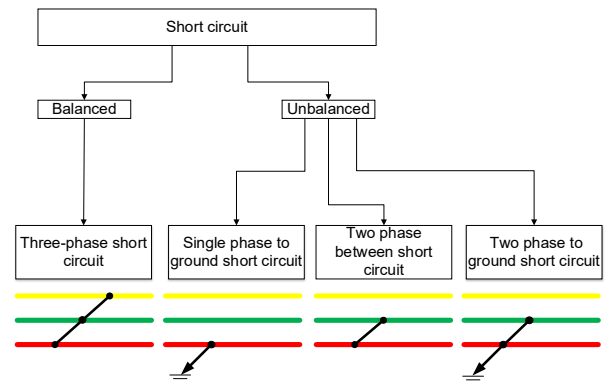 Short circuit
Balanced
Unbalanced
Three-phase short
circuit
Single phase to
ground short circuit
Two phase
between short
circuit
Two phase to
ground short circuit